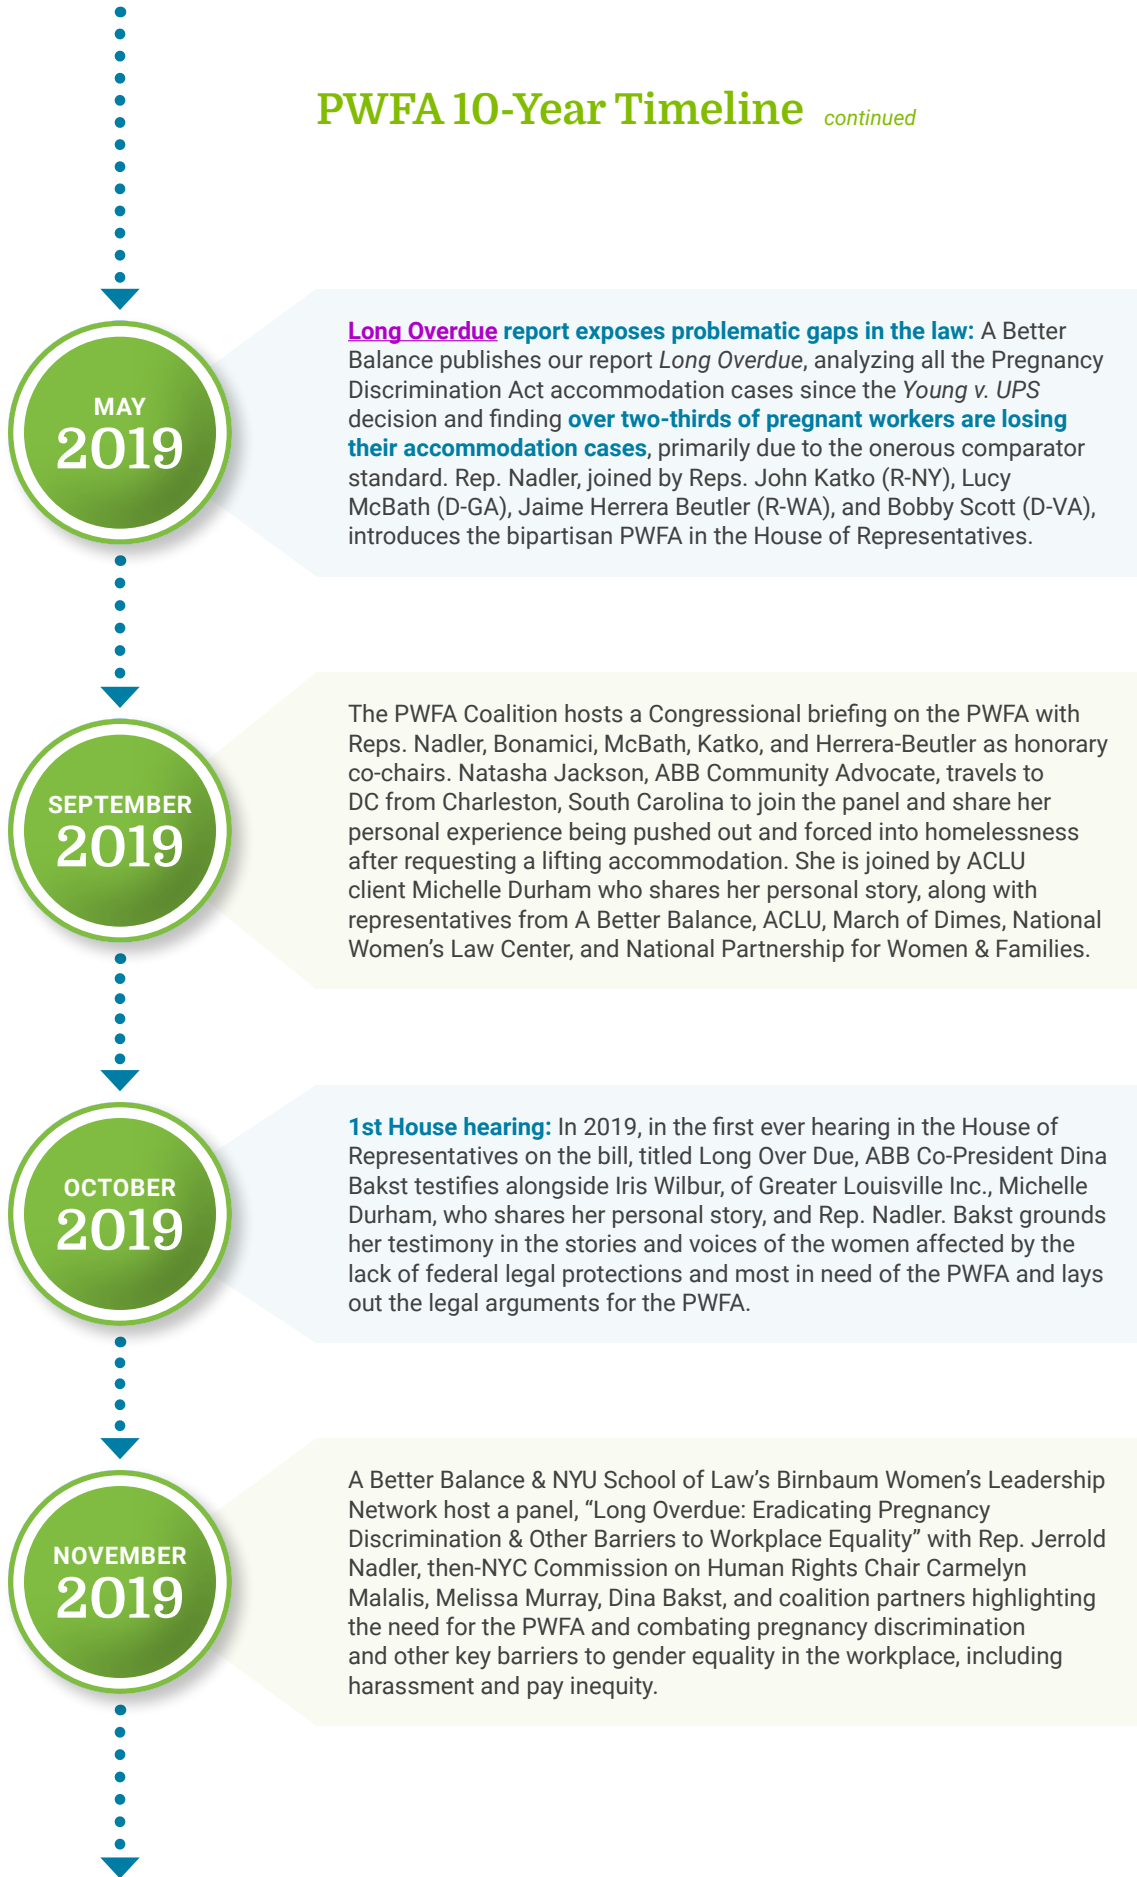 PWFA 10-Year Timeline continued
MAY
2019
Long Overdue report exposes problematic gaps in the law: A Better
Balance publishes our report Long Overdue, analyzing all the Pregnancy
Discrimination Act accommodation cases since the Young v. UPS
decision and finding over two-thirds of pregnant workers are losing
their accommodation cases, primarily due to the onerous comparator
standard. Rep. Nadler, joined by Reps. John Katko (R-NY), Lucy
McBath (D-GA), Jaime Herrera Beutler (R-WA), and Bobby Scott (D-VA),
introduces the bipartisan PWFA in the House of Representatives.
SEPTEMBER
2019
The PWFA Coalition hosts a Congressional briefing on the PWFA with
Reps. Nadler, Bonamici, McBath, Katko, and Herrera-Beutler as honorary
co-chairs. Natasha Jackson, ABB Community Advocate, travels to
DC from Charleston, South Carolina to join the panel and share her
personal experience being pushed out and forced into homelessness
after requesting a lifting accommodation. She is joined by ACLU
client Michelle Durham who shares her personal story, along with
representatives from A Better Balance, ACLU, March of Dimes, National
Women’s Law Center, and National Partnership for Women & Families.
OCTOBER
2019
1st House hearing: In 2019, in the first ever hearing in the House of
Representatives on the bill, titled Long Over Due, ABB Co-President Dina
Bakst testifies alongside Iris Wilbur, of Greater Louisville Inc., Michelle
Durham, who shares her personal story, and Rep. Nadler. Bakst grounds
her testimony in the stories and voices of the women affected by the
lack of federal legal protections and most in need of the PWFA and lays
out the legal arguments for the PWFA.
NOVEMBER
2019
A Better Balance & NYU School of Law’s Birnbaum Women’s Leadership
Network host a panel, “Long Overdue: Eradicating Pregnancy
Discrimination & Other Barriers to Workplace Equality” with Rep. Jerrold
Nadler, then-NYC Commission on Human Rights Chair Carmelyn
Malalis, Melissa Murray, Dina Bakst, and coalition partners highlighting
the need for the PWFA and combating pregnancy discrimination
and other key barriers to gender equality in the workplace, including
harassment and pay inequity.